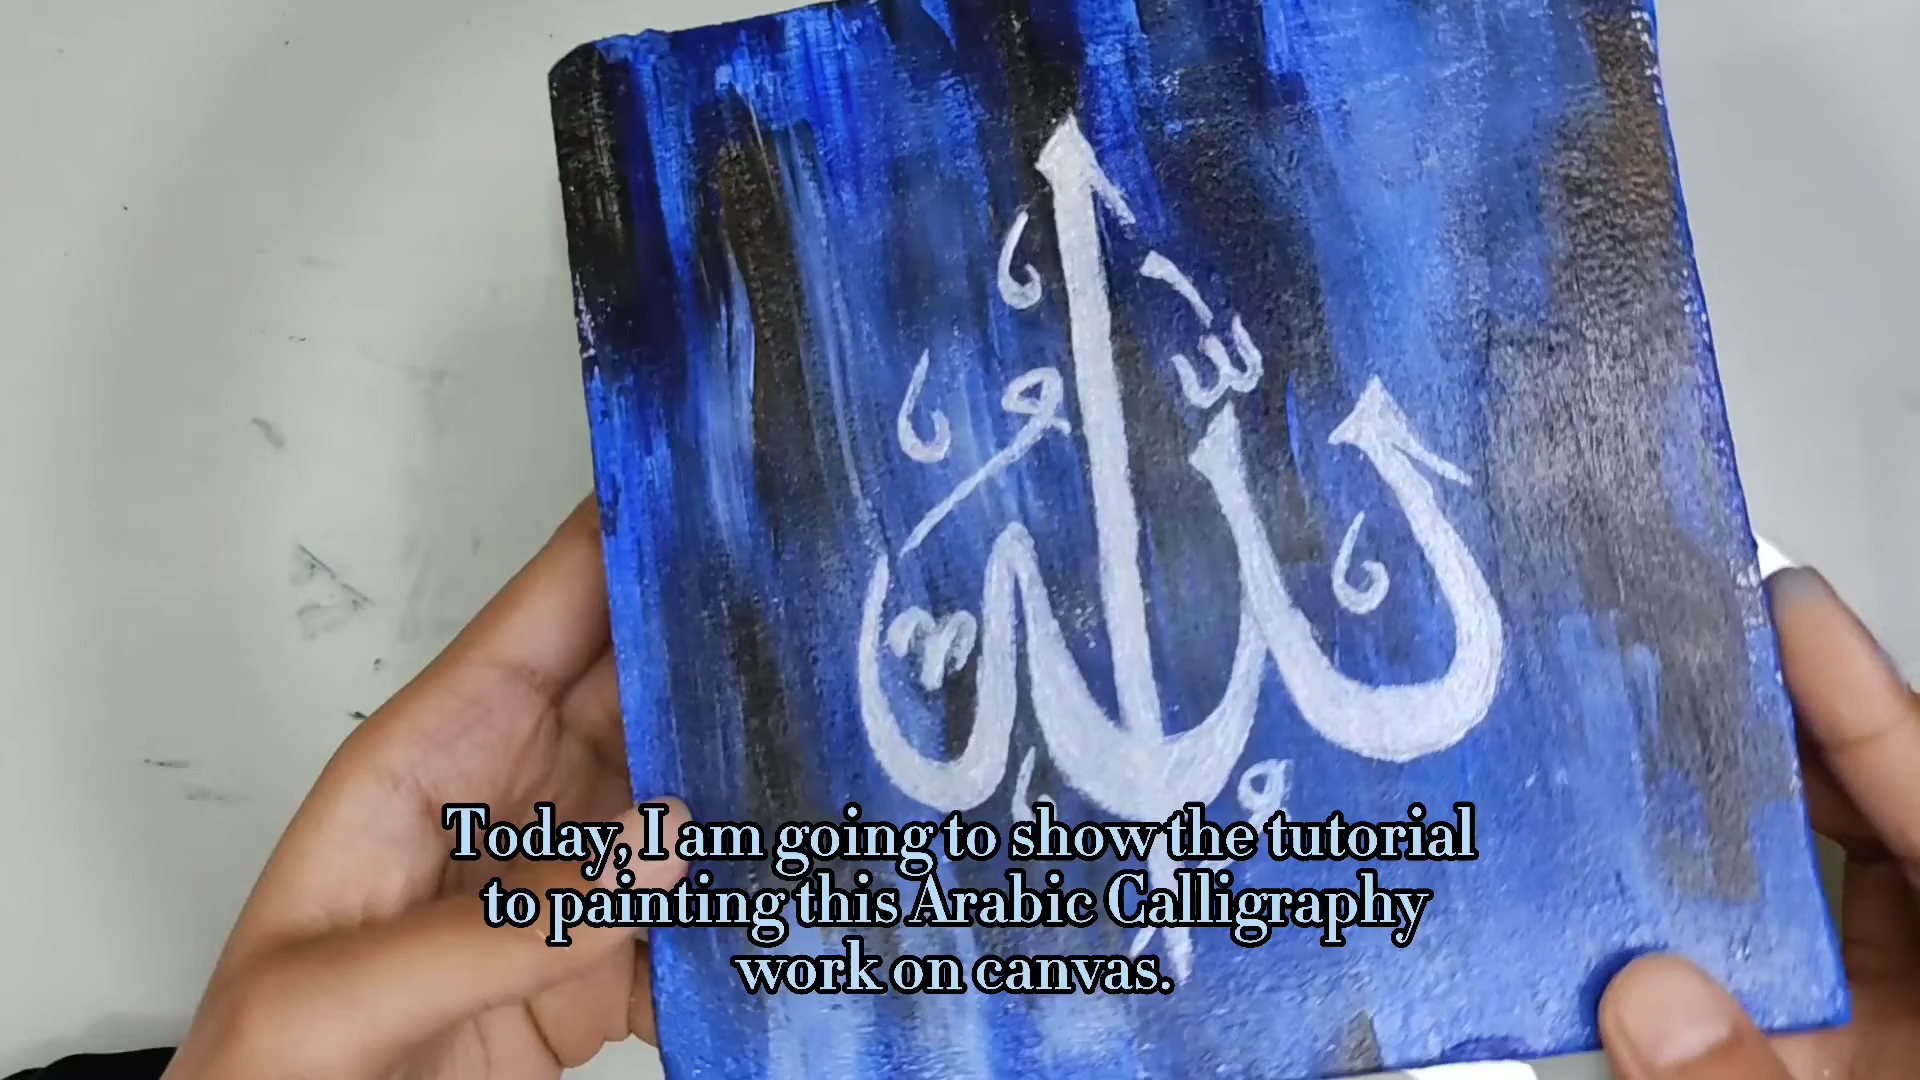 الله
Today, I am going to show the tutorial
to painting this Arabic Calligraphy
work on canvas.